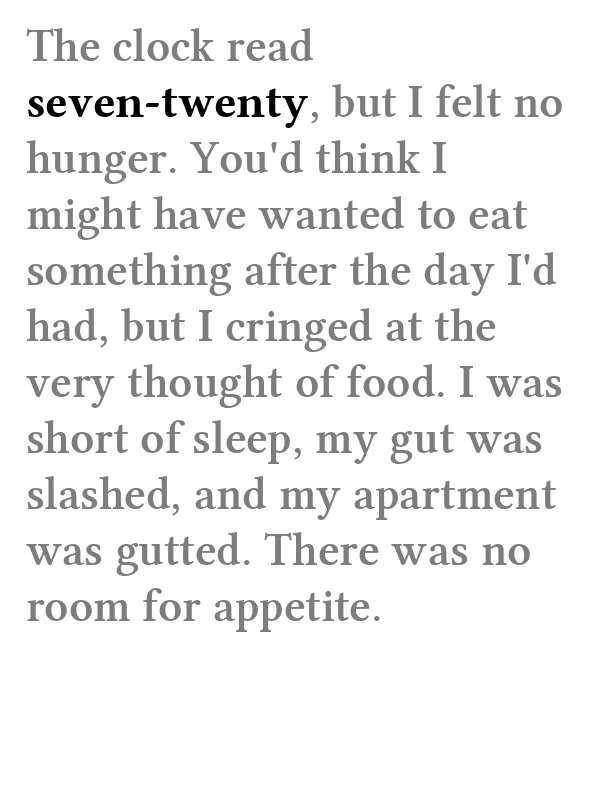 The clock read
seven-twenty, but I felt no
hunger. You'd think I
might have wanted to eat
something after the day I'd
had, but I cringed at the
very thought of food. I was
short of sleep, my gut was
slashed, and my apartment
was gutted. There was no
room for appetite.